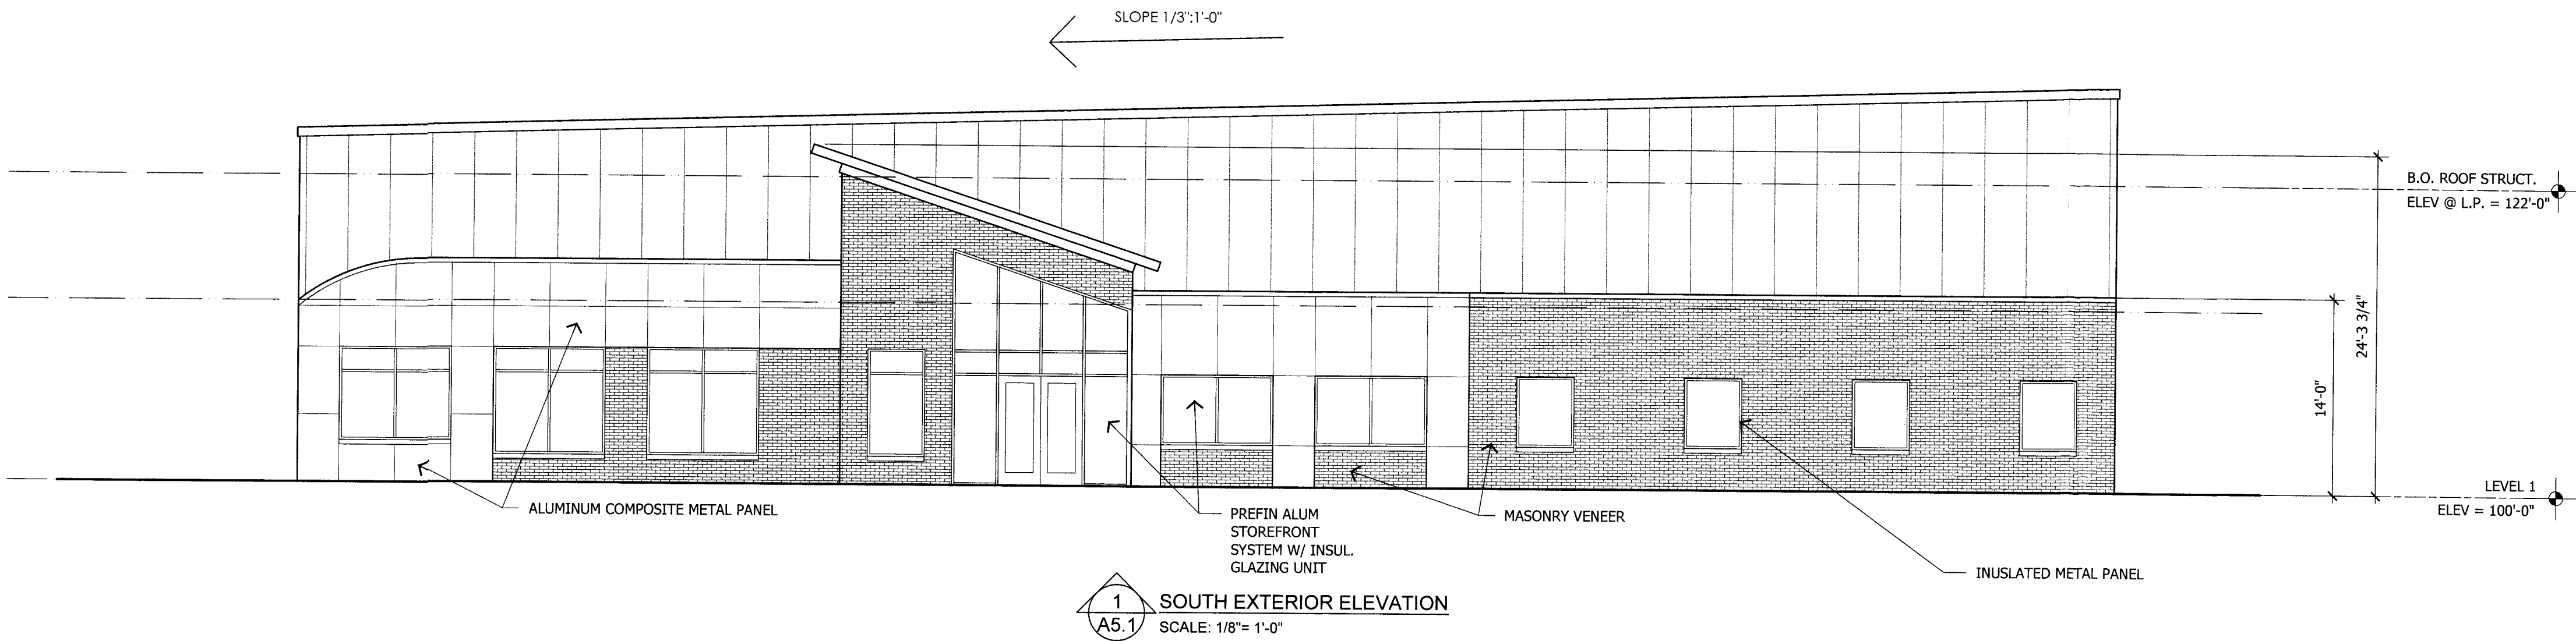 SLOPE 1/3":1'-0"
B.O. ROOF STRUCT.
ELEV @ L.P. = 122'-0"
24'-3 3/4"
14'-0"
LEVEL 1
ELEV = 100'-0"
ALUMINUM COMPOSITE METAL PANEL
PREFIN ALUM
STOREFRONT
SYSTEM W/ INSUL.
GLAZING UNIT
MASONRY VENEER
INUSLATED METAL PANEL
1
A5.1
SOUTH EXTERIOR ELEVATION
SCALE: 1/8"= 1'-0"